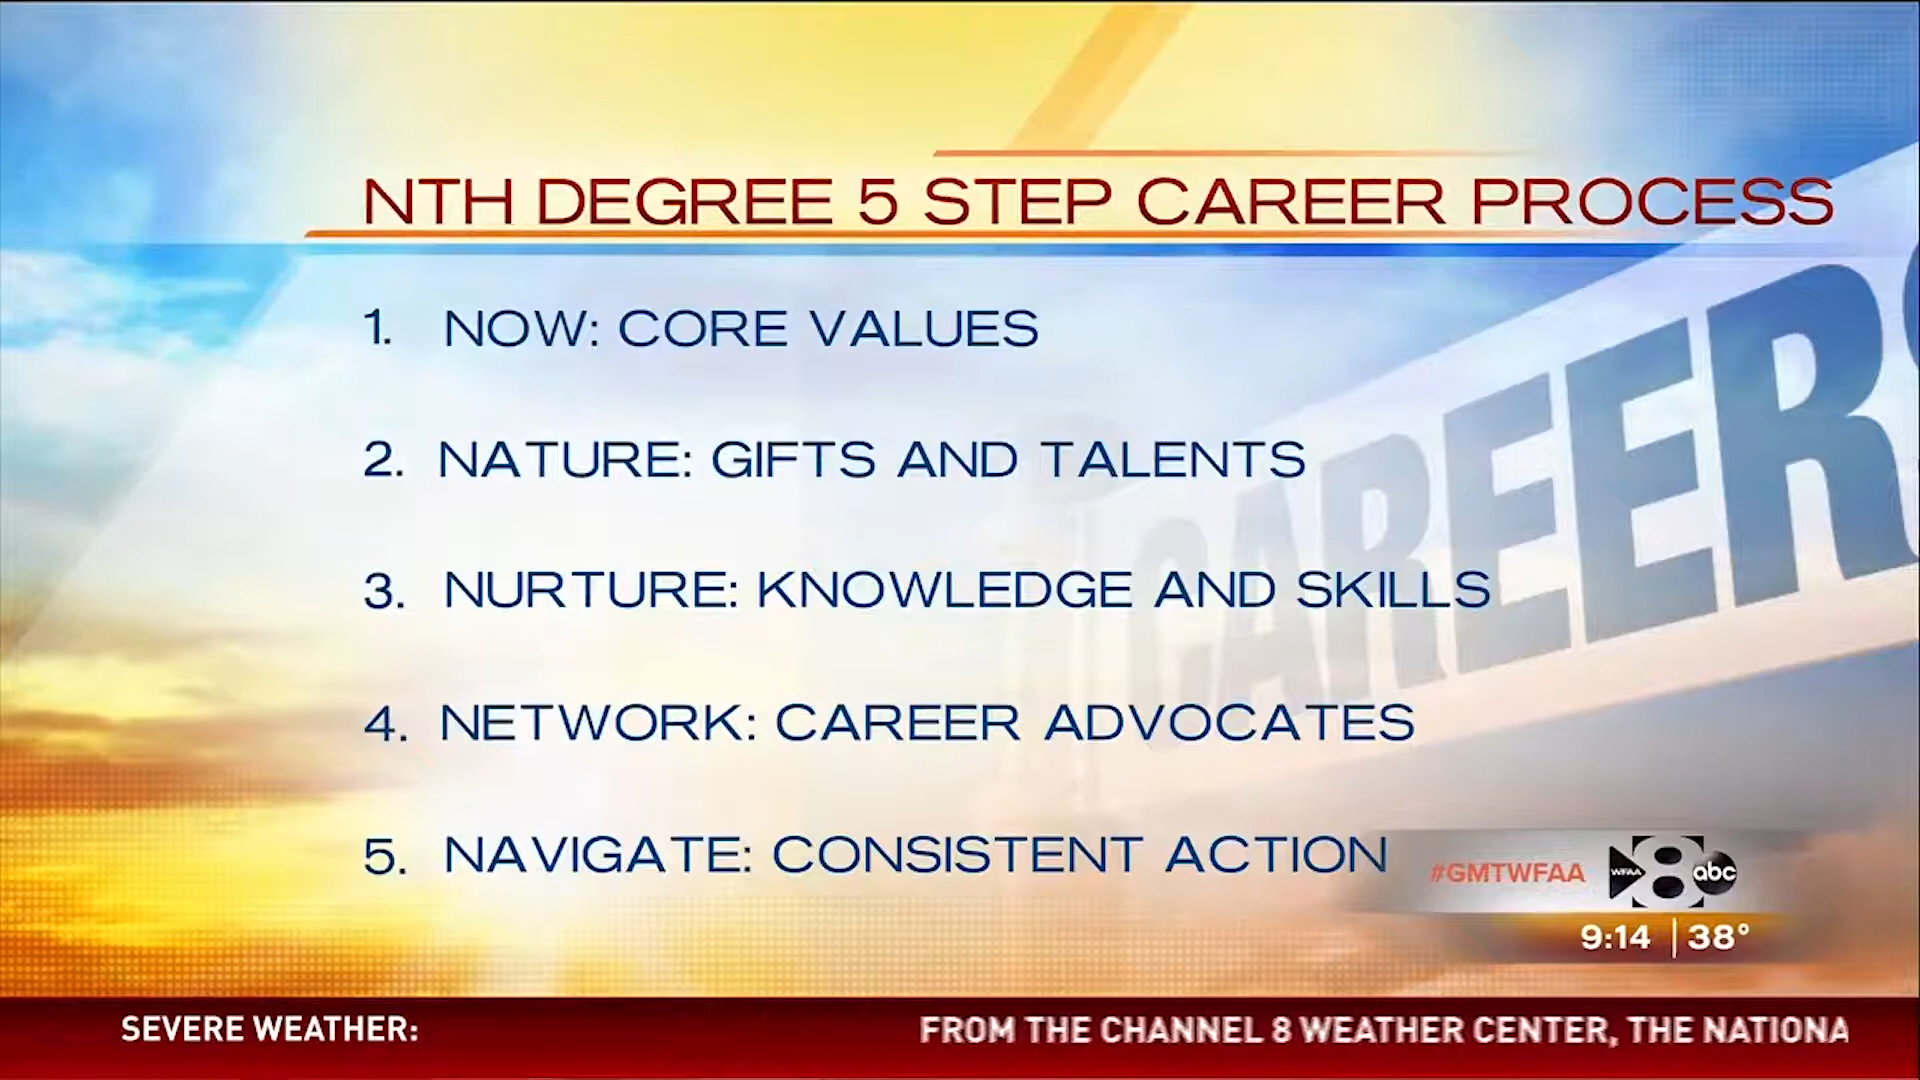 NTH DEGREE 5 STEP CAREER PROCESS
1. NOW: CORE VALUES
2. NATURE: GIFTS AND TALENTS
3. NURTURE: KNOWLEDGE AND SKILLS
4. NETWORK: CAREER ADVOCATES
5. NAVIGATE: CONSISTENT ACTION
CAREERS
#GMTWFAA WFAA 8 abc
9:14 38°
SEVERE WEATHER: FROM THE CHANNEL 8 WEATHER CENTER, THE NATIONA